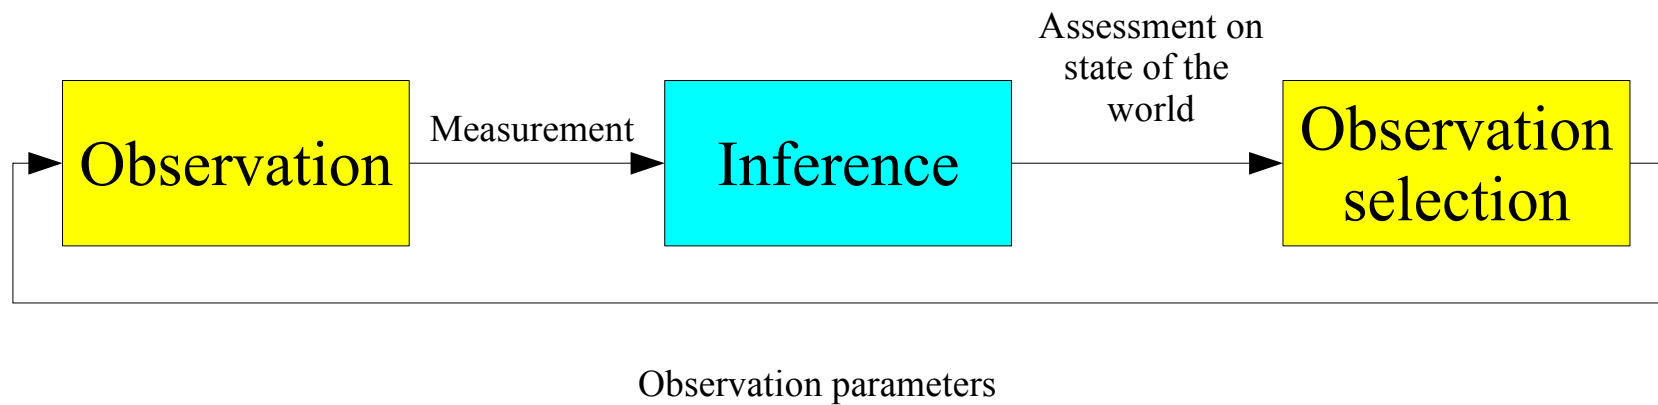 Assessment on
state of the
world
Observation
Measurement
Inference
Observation
selection
Observation parameters